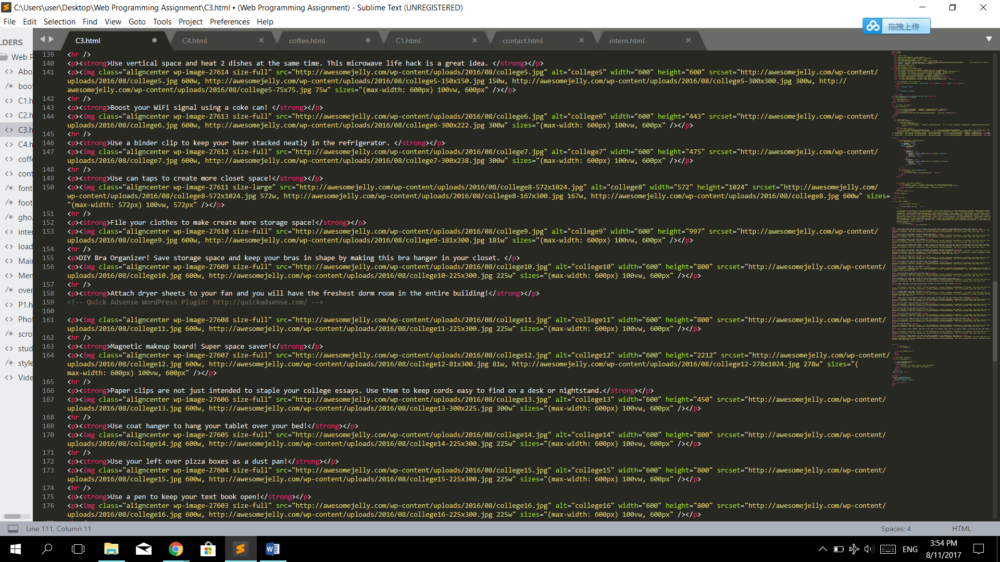 C:\Users\user\Desktop\Web Programming Assignment\C3.html • (Web Programming Assignment) - Sublime Text (UNREGISTERED)
File Edit Selection Find View Goto Tools Project Preferences Help
拖拽上传
LDERS
C3.html C4.html coffee.html C1.html contact.html intern.html
Web P
Abo
boot
C1.h
C2.h
C3.h
C4.h
coffe
cont
font
foot
gho.
inter
load
Mair
Men
over
P1.h
Phot
scro
stud
style
Vide
139 <hr />
140 <p><strong>Use vertical space and heat 2 dishes at the same time. This microwave life hack is a great idea. </strong></p>
141 <p><img class="aligncenter wp-image-27614 size-full" src="http://awesomejelly.com/wp-content/uploads/2016/08/college5.jpg" alt="college5" width="600" height="600" srcset="http://awesomejelly.com/wp-content/
uploads/2016/08/college5.jpg 600w, http://awesomejelly.com/wp-content/uploads/2016/08/college5-150x150.jpg 150w, http://awesomejelly.com/wp-content/uploads/2016/08/college5-300x300.jpg 300w, http://
awesomejelly.com/wp-content/uploads/2016/08/college5-75x75.jpg 75w" sizes="(max-width: 600px) 100vw, 600px" /></p>
142 <hr />
143 <p><strong>Boost your WiFi signal using a coke can! </strong></p>
144 <p><img class="aligncenter wp-image-27613 size-full" src="http://awesomejelly.com/wp-content/uploads/2016/08/college6.jpg" alt="college6" width="600" height="443" srcset="http://awesomejelly.com/wp-content/
uploads/2016/08/college6.jpg 600w, http://awesomejelly.com/wp-content/uploads/2016/08/college6-300x222.jpg 300w" sizes="(max-width: 600px) 100vw, 600px" /></p>
145 <hr />
146 <p><strong>Use a binder clip to keep your beer stacked neatly in the refrigerator. </strong></p>
147 <p><img class="aligncenter wp-image-27612 size-full" src="http://awesomejelly.com/wp-content/uploads/2016/08/college7.jpg" alt="college7" width="600" height="475" srcset="http://awesomejelly.com/wp-content/
uploads/2016/08/college7.jpg 600w, http://awesomejelly.com/wp-content/uploads/2016/08/college7-300x238.jpg 300w" sizes="(max-width: 600px) 100vw, 600px" /></p>
148 <hr />
149 <p><strong>Use can taps to create more closet space!</strong></p>
150 <p><img class="aligncenter wp-image-27611 size-large" src="http://awesomejelly.com/wp-content/uploads/2016/08/college8-572x1024.jpg" alt="college8" width="572" height="1024" srcset="http://awesomejelly.com/
wp-content/uploads/2016/08/college8-572x1024.jpg 572w, http://awesomejelly.com/wp-content/uploads/2016/08/college8-167x300.jpg 167w, http://awesomejelly.com/wp-content/uploads/2016/08/college8.jpg 600w" sizes=
"(max-width: 572px) 100vw, 572px" /></p>
151 <hr />
152 <p><strong>File your clothes to make create more storage space!</strong></p>
153 <p><img class="aligncenter wp-image-27610 size-full" src="http://awesomejelly.com/wp-content/uploads/2016/08/college9.jpg" alt="college9" width="600" height="997" srcset="http://awesomejelly.com/wp-content/
uploads/2016/08/college9.jpg 600w, http://awesomejelly.com/wp-content/uploads/2016/08/college9-181x300.jpg 181w" sizes="(max-width: 600px) 100vw, 600px" /></p>
154 <hr />
155 <p>DIY Bra Organizer! Save storage space and keep your bras in shape by making this bra hanger in your closet. </p>
156 <p><img class="aligncenter wp-image-27609 size-full" src="http://awesomejelly.com/wp-content/uploads/2016/08/college10.jpg" alt="college10" width="600" height="800" srcset="http://awesomejelly.com/wp-content/
uploads/2016/08/college10.jpg 600w, http://awesomejelly.com/wp-content/uploads/2016/08/college10-225x300.jpg 225w" sizes="(max-width: 600px) 100vw, 600px" /></p>
157 <hr />
158 <p><strong>Attach dryer sheets to your fan and you will have the freshest dorm room in the entire building!</strong></p>
159 <!-- Quick Adsense WordPress Plugin: http://quickadsense.com/ -->
160
161 <p><img class="aligncenter wp-image-27608 size-full" src="http://awesomejelly.com/wp-content/uploads/2016/08/college11.jpg" alt="college11" width="600" height="800" srcset="http://awesomejelly.com/wp-content/
uploads/2016/08/college11.jpg 600w, http://awesomejelly.com/wp-content/uploads/2016/08/college11-225x300.jpg 225w" sizes="(max-width: 600px) 100vw, 600px" /></p>
162 <hr />
163 <p><strong>Magnetic makeup board! Super space saver!</strong></p>
164 <p><img class="aligncenter wp-image-27607 size-full" src="http://awesomejelly.com/wp-content/uploads/2016/08/college12.jpg" alt="college12" width="600" height="2212" srcset="http://awesomejelly.com/wp-content/
uploads/2016/08/college12.jpg 600w, http://awesomejelly.com/wp-content/uploads/2016/08/college12-81x300.jpg 81w, http://awesomejelly.com/wp-content/uploads/2016/08/college12-278x1024.jpg 278w" sizes="(
max-width: 600px) 100vw, 600px" /></p>
165 <hr />
166 <p><strong>Paper clips are not just intended to staple your college essays. Use them to keep cords easy to find on a desk or nightstand.</strong></p>
167 <p><img class="aligncenter wp-image-27606 size-full" src="http://awesomejelly.com/wp-content/uploads/2016/08/college13.jpg" alt="college13" width="600" height="450" srcset="http://awesomejelly.com/wp-content/
uploads/2016/08/college13.jpg 600w, http://awesomejelly.com/wp-content/uploads/2016/08/college13-300x225.jpg 300w" sizes="(max-width: 600px) 100vw, 600px" /></p>
168 <hr />
169 <p><strong>Use coat hanger to hang your tablet over your bed!</strong></p>
170 <p><img class="aligncenter wp-image-27605 size-full" src="http://awesomejelly.com/wp-content/uploads/2016/08/college14.jpg" alt="college14" width="600" height="800" srcset="http://awesomejelly.com/wp-content/
uploads/2016/08/college14.jpg 600w, http://awesomejelly.com/wp-content/uploads/2016/08/college14-225x300.jpg 225w" sizes="(max-width: 600px) 100vw, 600px" /></p>
171 <hr />
172 <p><strong>Use your left over pizza boxes as a dust pan!</strong></p>
173 <p><img class="aligncenter wp-image-27604 size-full" src="http://awesomejelly.com/wp-content/uploads/2016/08/college15.jpg" alt="college15" width="600" height="800" srcset="http://awesomejelly.com/wp-content/
uploads/2016/08/college15.jpg 600w, http://awesomejelly.com/wp-content/uploads/2016/08/college15-225x300.jpg 225w" sizes="(max-width: 600px) 100vw, 600px" /></p>
174 <hr />
175 <p><strong>Use a pen to keep your text book open!</strong></p>
176 <p><img class="aligncenter wp-image-27603 size-full" src="http://awesomejelly.com/wp-content/uploads/2016/08/college16.jpg" alt="college16" width="600" height="800" srcset="http://awesomejelly.com/wp-content/
uploads/2016/08/college16.jpg 600w, http://awesomejelly.com/wp-content/uploads/2016/08/college16-225x300.jpg 225w" sizes="(max-width: 600px) 100vw, 600px" /></p>
Line 111, Column 11 Spaces: 4 HTML
ENG
3:54 PM
8/11/2017